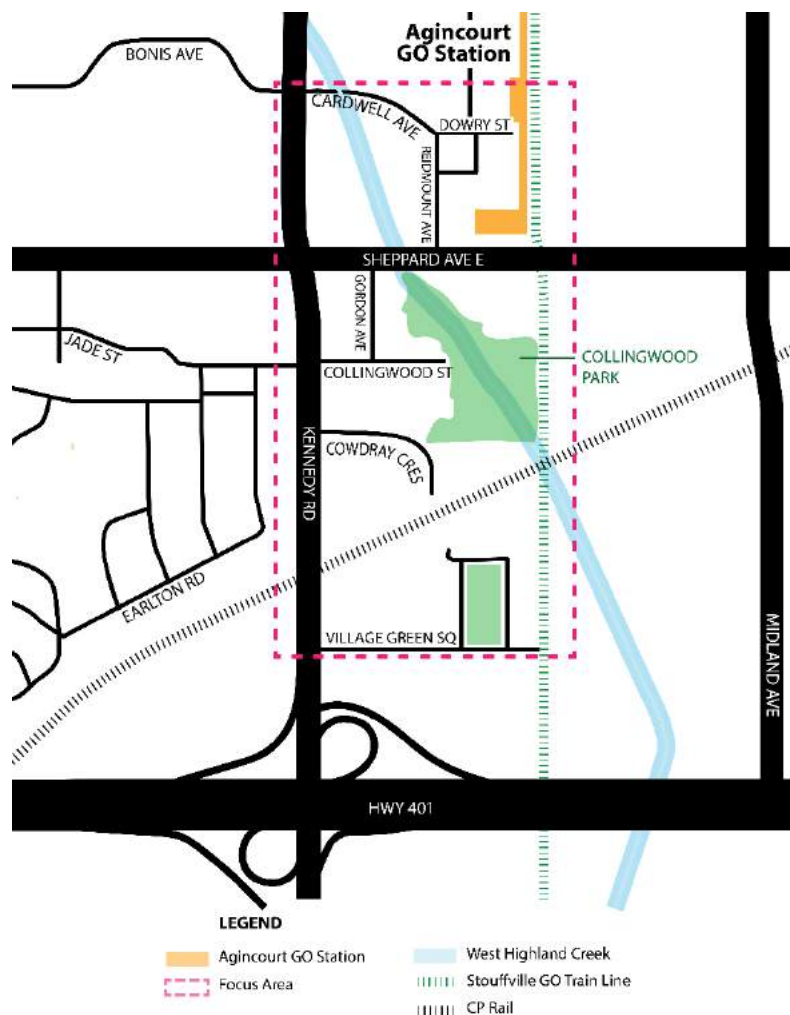 Agincourt
GO Station
BONIS AVE
CARDWELL AVE
DOWRY ST
REIDMOUNT AVE
SHEPPARD AVE E
GORDON AVE
JADE ST
COLLINGWOOD ST
COLLINGWOOD
PARK
KENNEDY RD
COWDRAY CRES
EARLTON RD
VILLAGE GREEN SQ
MIDLAND AVE
HWY 401
LEGEND
Agincourt GO Station
Focus Area
West Highland Creek
Stouffville GO Train Line
CP Rail